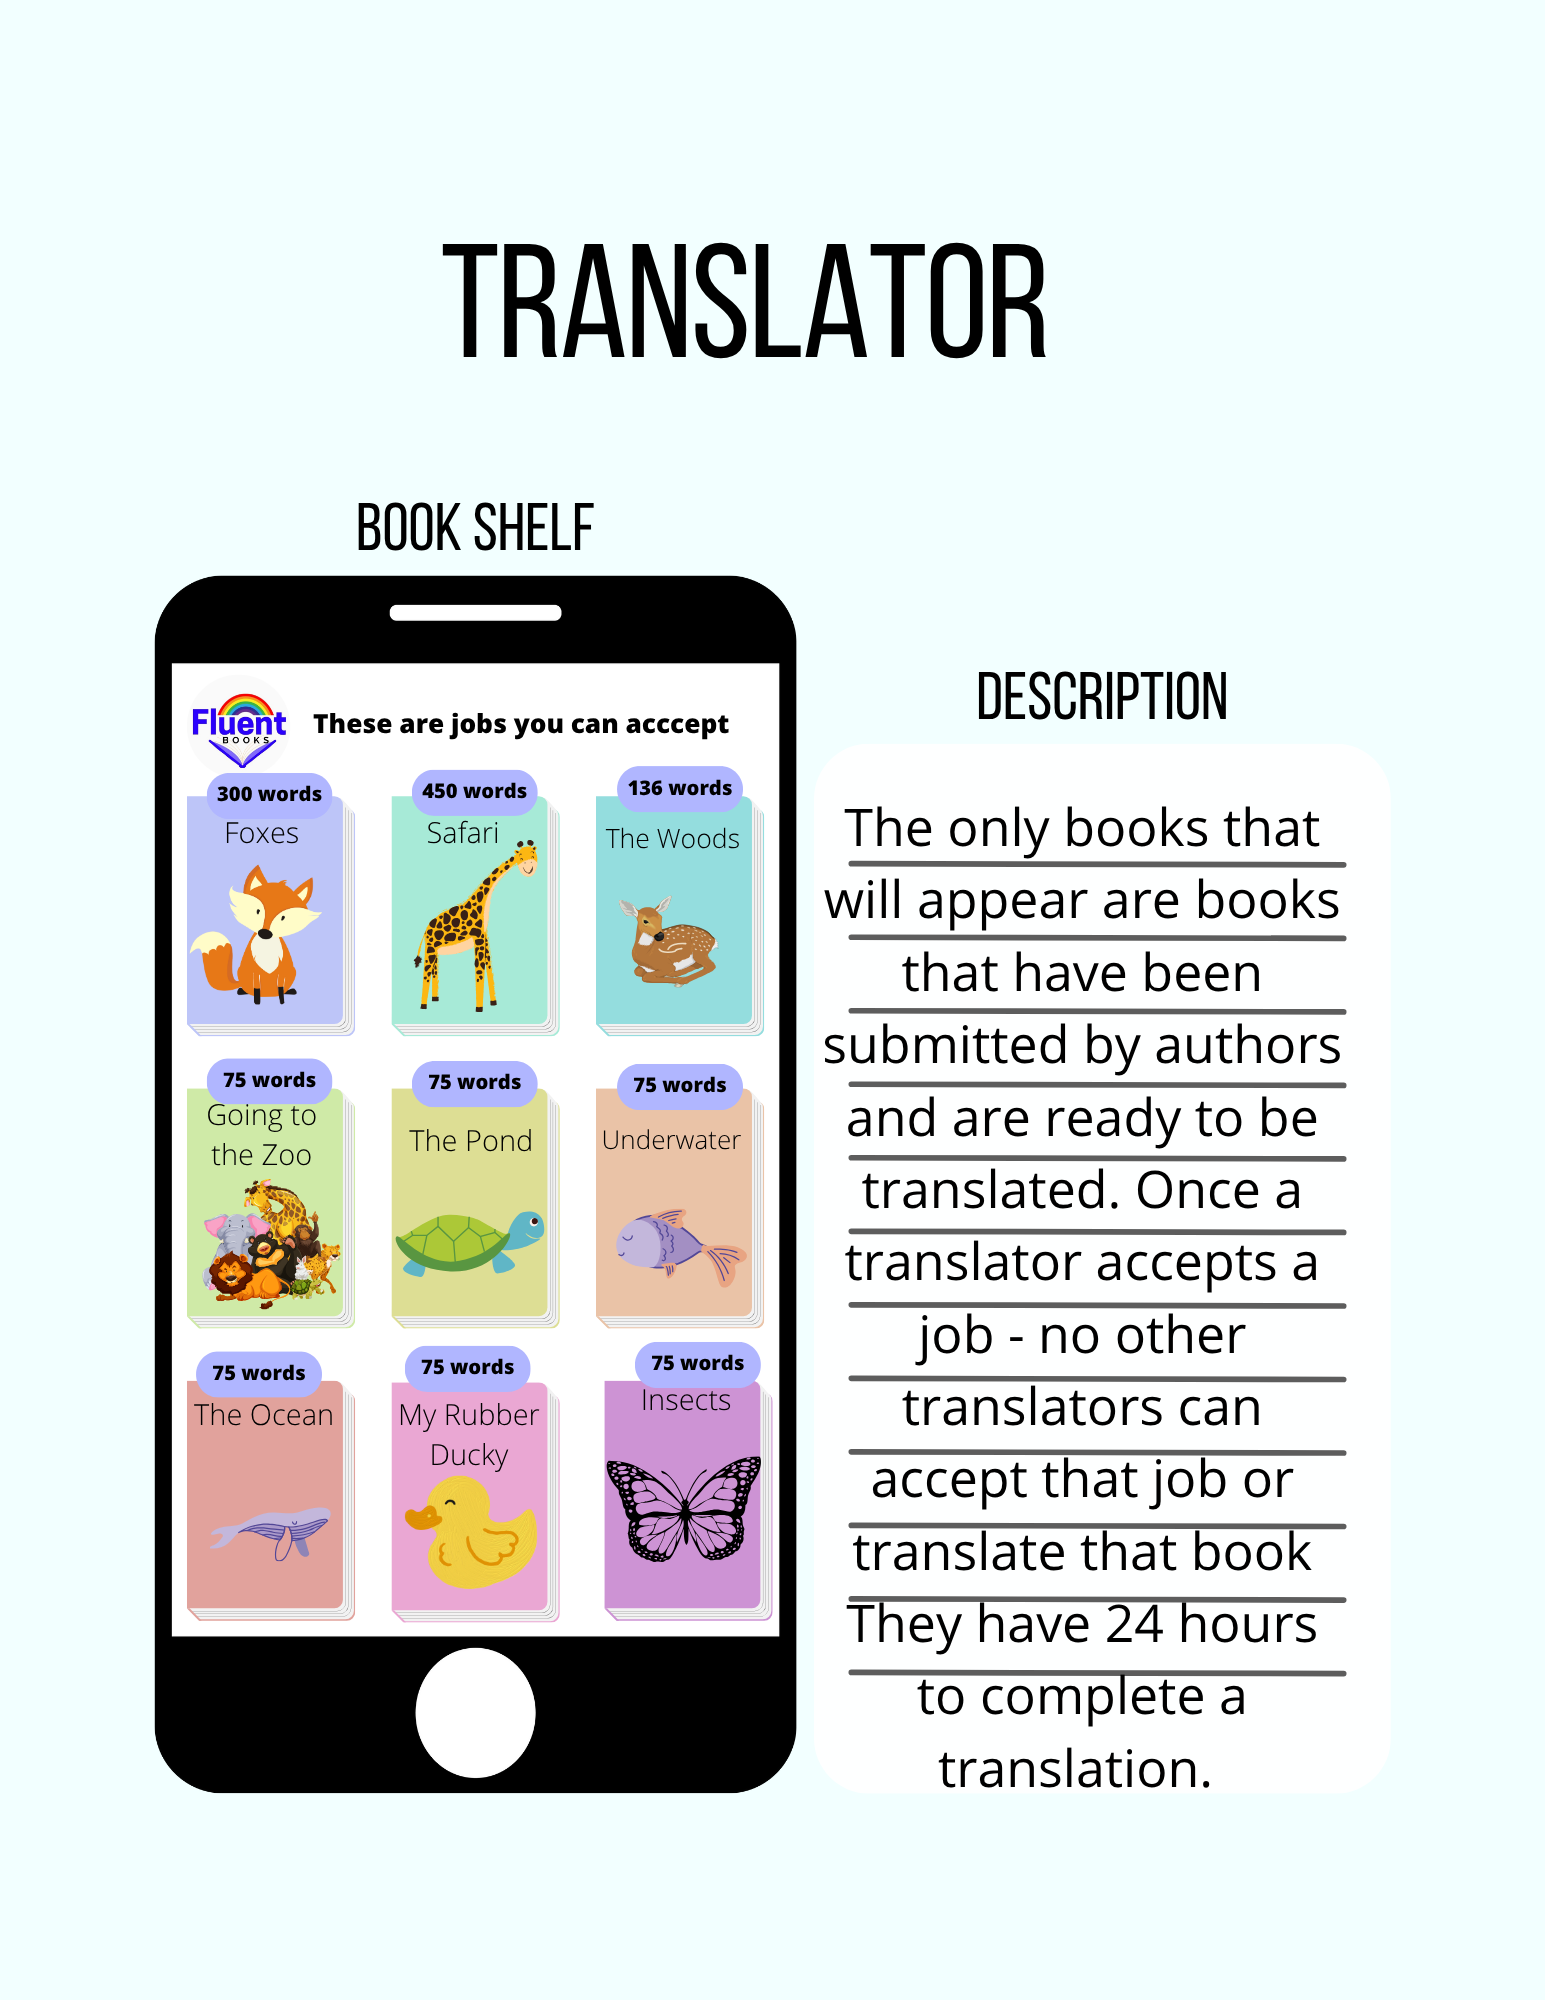 TRANSLATOR
BOOK SHELF
Fluent
BOOKS
These are jobs you can acccept
300 words
450 words
136 words
Foxes
Safari
The Woods
75 words
75 words
75 words
Going to
the Zoo
The Pond
Underwater
75 words
75 words
75 words
The Ocean
My Rubber
Ducky
Insects
DESCRIPTION
The only books that
will appear are books
that have been
submitted by authors
and are ready to be
translated. Once a
translator accepts a
job - no other
translators can
accept that job or
translate that book
They have 24 hours
to complete a
translation.